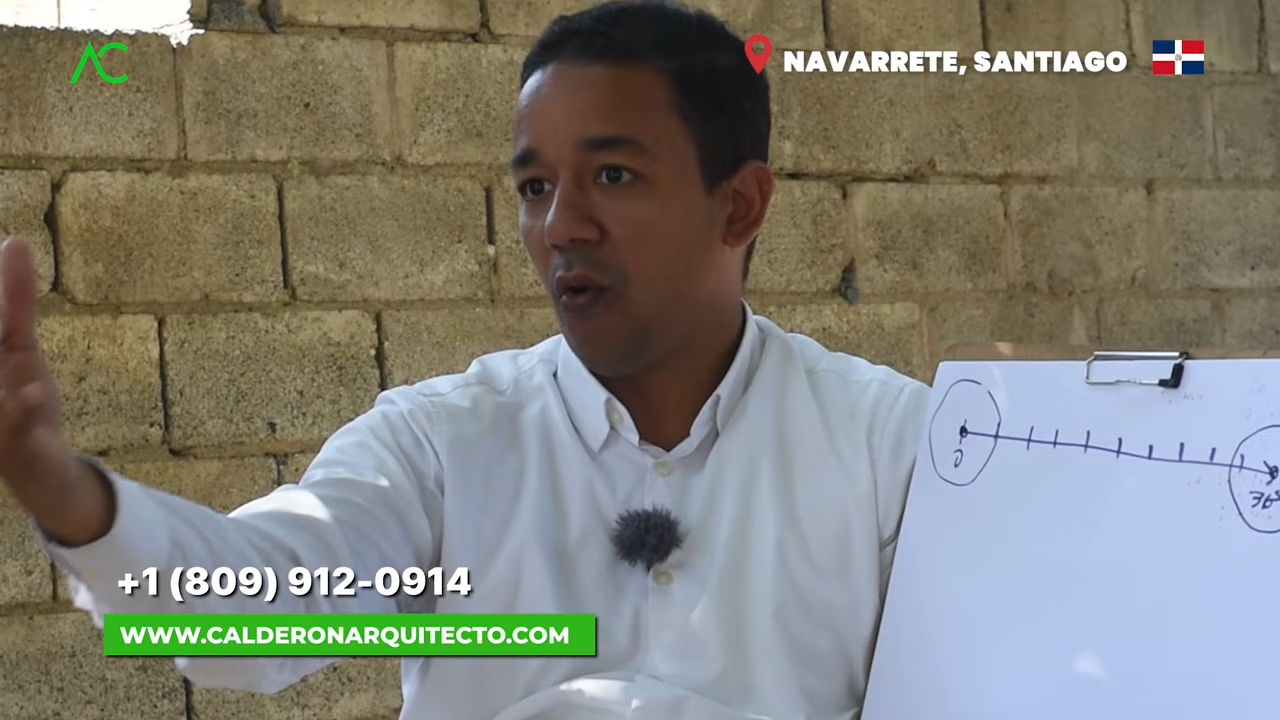 AC
NAVARRETE, SANTIAGO
0
+1 (809) 912-0914
WWW.CALDERONARQUITECTO.COM